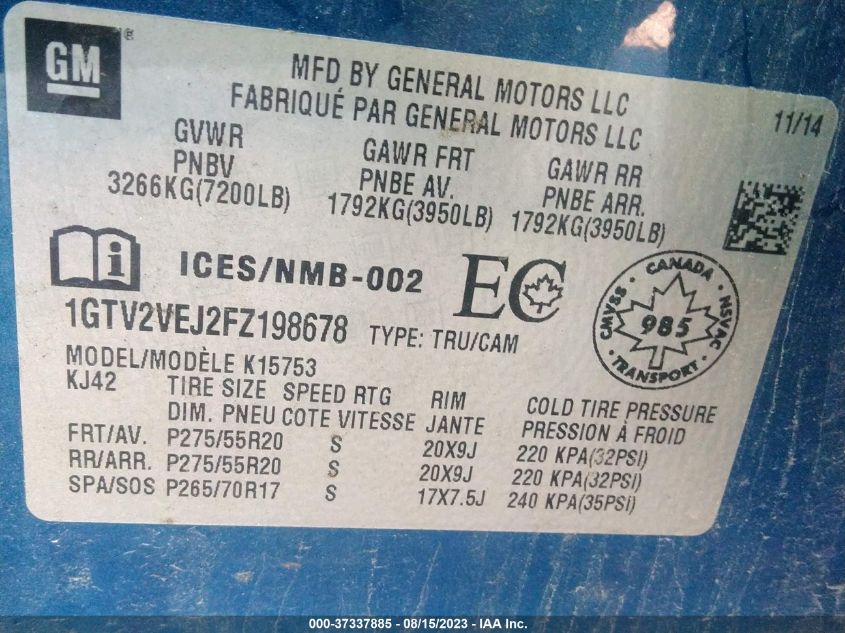 GM
MFD BY GENERAL MOTORS LLC
FABRIQUÉ PAR GENERAL MOTORS LLC
11/14
GVWR
PNBV
3266KG(7200LB)
GAWR FRT
PNBE AV.
1792KG(3950LB)
GAWR RR
PNBE ARR.
1792KG(3950LB)
ICES/NMB-002
EC
CANADA
CMVSS
985
NSVAC
TRANSPORT
1GTV2VEJ2FZ198678 TYPE: TRU/CAM
MODEL/MODÈLE K15753
KJ42 TIRE SIZE SPEED RTG RIM COLD TIRE PRESSURE
DIM. PNEU COTE VITESSE JANTE PRESSION À FROID
FRT/AV. P275/55R20 S 20X9J 220 KPA(32PSI)
RR/ARR. P275/55R20 S 20X9J 220 KPA(32PSI)
SPA/SOS P265/70R17 S 17X7.5J 240 KPA(35PSI)
000-37337885 - 08/15/2023 - IAA Inc.